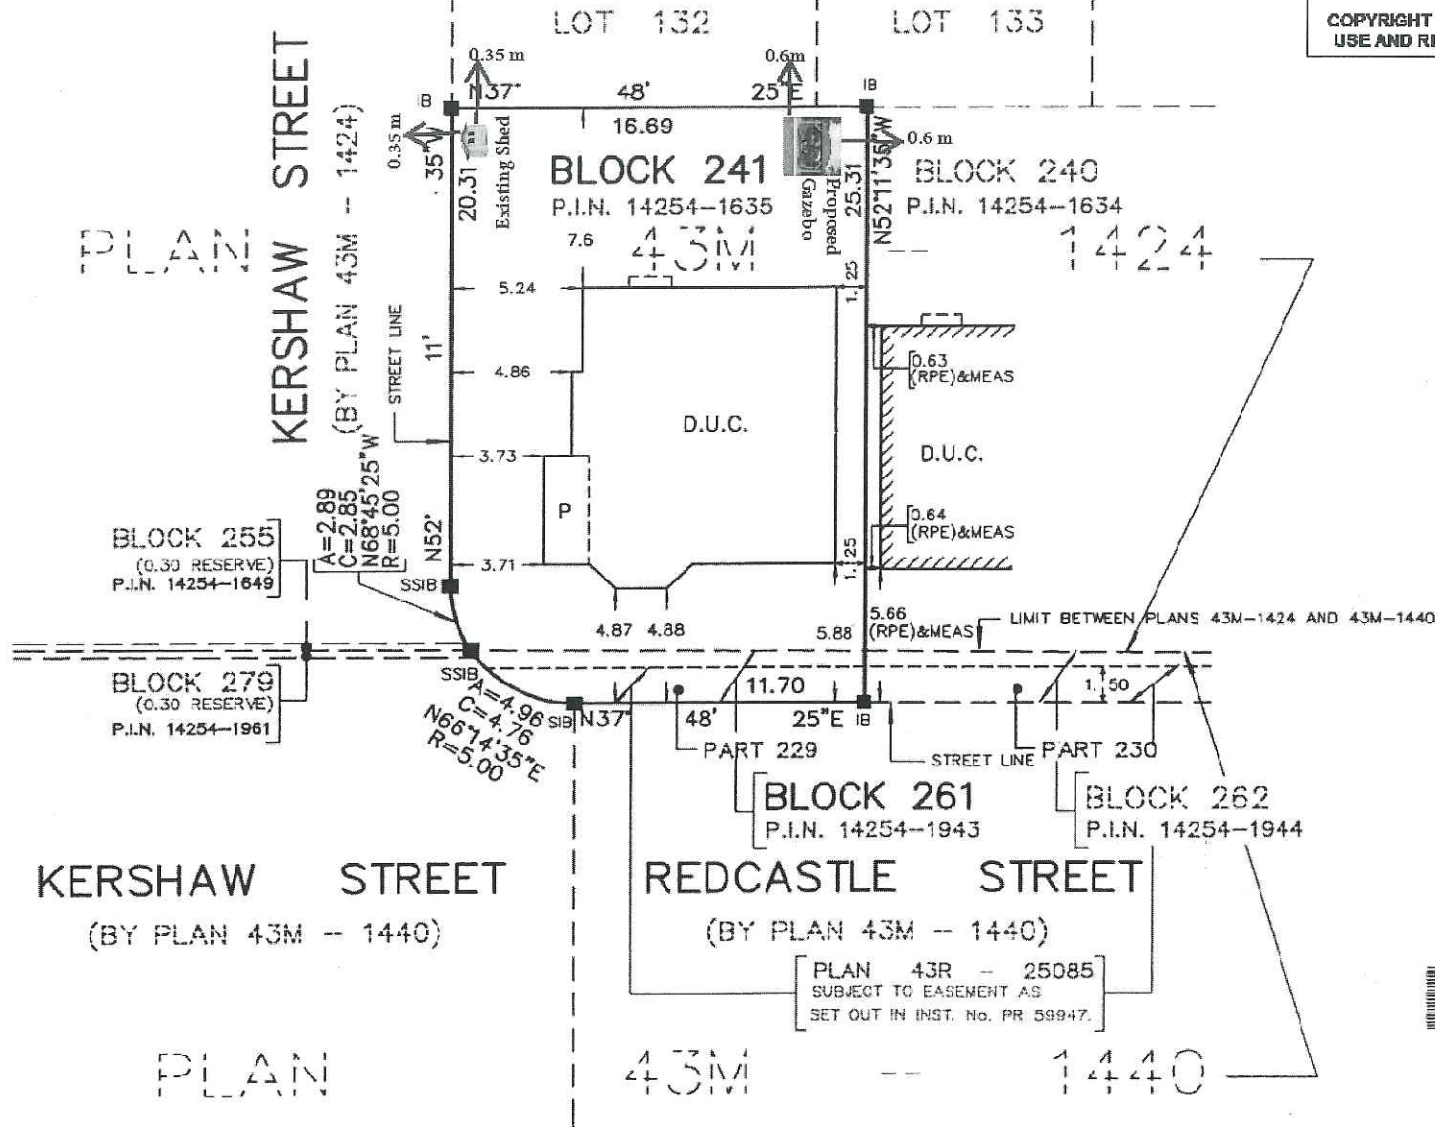 LOT 132
LOT 133
COPYRIGHT
0.35 m
0.6m
IB
N37° 48' 25"E
IB
16.69
0.35 m
35"
20.31
Existing Shed
BLOCK 241
P.I.N. 14254-1635
Proposed
Gazebo
25.31
N52°11'35"W
0.6 m
BLOCK 240
P.I.N. 14254-1634
KERSHAW STREET
(BY PLAN 43M - 1424)
PLAN 43M - 1424
7.6
5.24
1.25
STREET LINE
11'
4.86
0.63
(RPE)&MEAS
D.U.C.
D.U.C.
3.73
P
A=2.89
C=2.85
N68°45'25"W
R=5.00
N52°
0.64
(RPE)&MEAS
BLOCK 255
(0.30 RESERVE)
P.I.N. 14254-1649
3.71
1.25
SSIB
4.87
4.88
5.88
5.66
(RPE)&MEAS
LIMIT BETWEEN PLANS 43M-1424 AND 43M-1440
BLOCK 279
(0.30 RESERVE)
P.I.N. 14254-1961
SSIB
A=4.96
C=4.76
N66°14'35"E
R=5.00
11.70
1.50
SIB
N37° 48' 25"E
IB
PART 229
STREET LINE
PART 230
BLOCK 261
P.I.N. 14254-1943
BLOCK 262
P.I.N. 14254-1944
KERSHAW STREET
(BY PLAN 43M - 1440)
REDCASTLE STREET
(BY PLAN 43M - 1440)
PLAN 43R - 25085
SUBJECT TO EASEMENT AS
SET OUT IN INST. No. PR 59947.
PLAN 43M - 1440